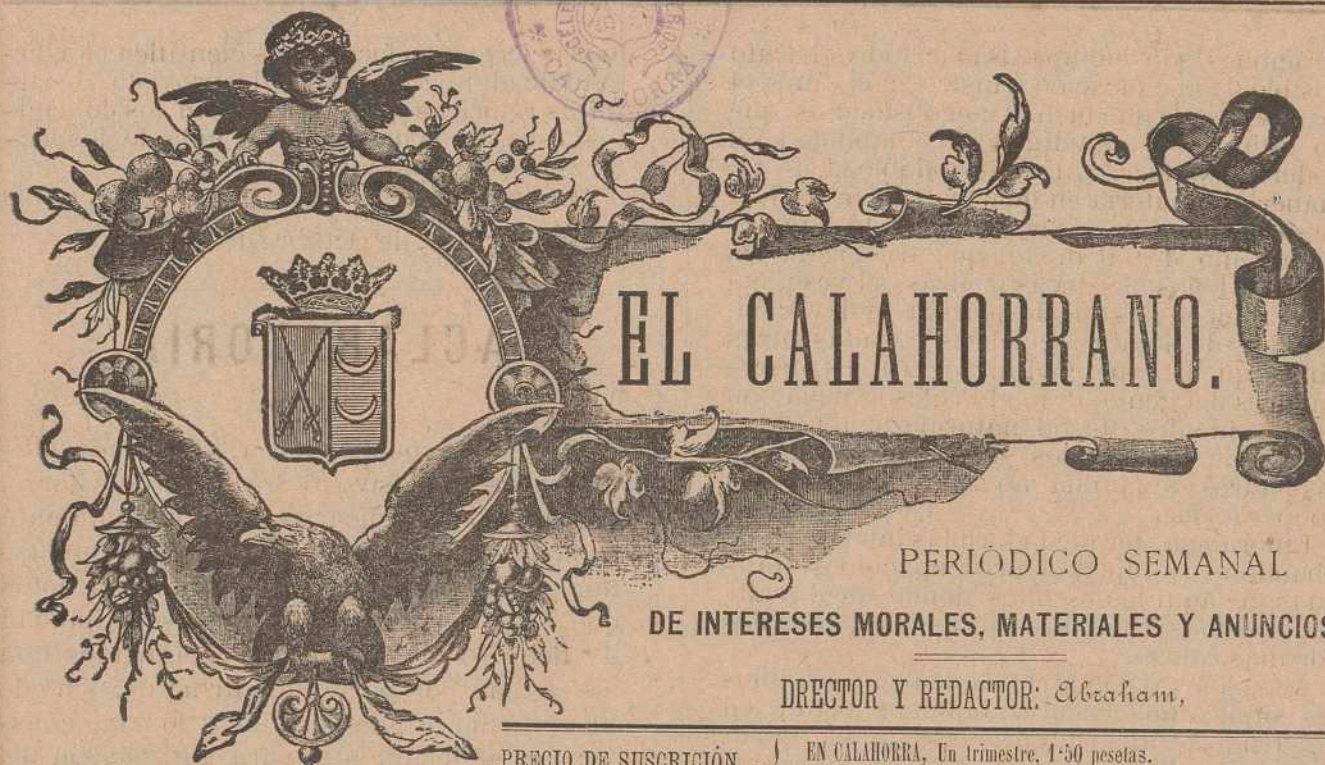 CALAHORRA
EL CALAHORRANO.
PERIÓDICO SEMANAL
DE INTERESES MORALES, MATERIALES Y ANUNCIOS
DRECTOR Y REDACTOR: Abraham,
PRECIO DE SUSCRICIÓN
EN CALAHORRA, Un trimestre, 1'50 pesetas.